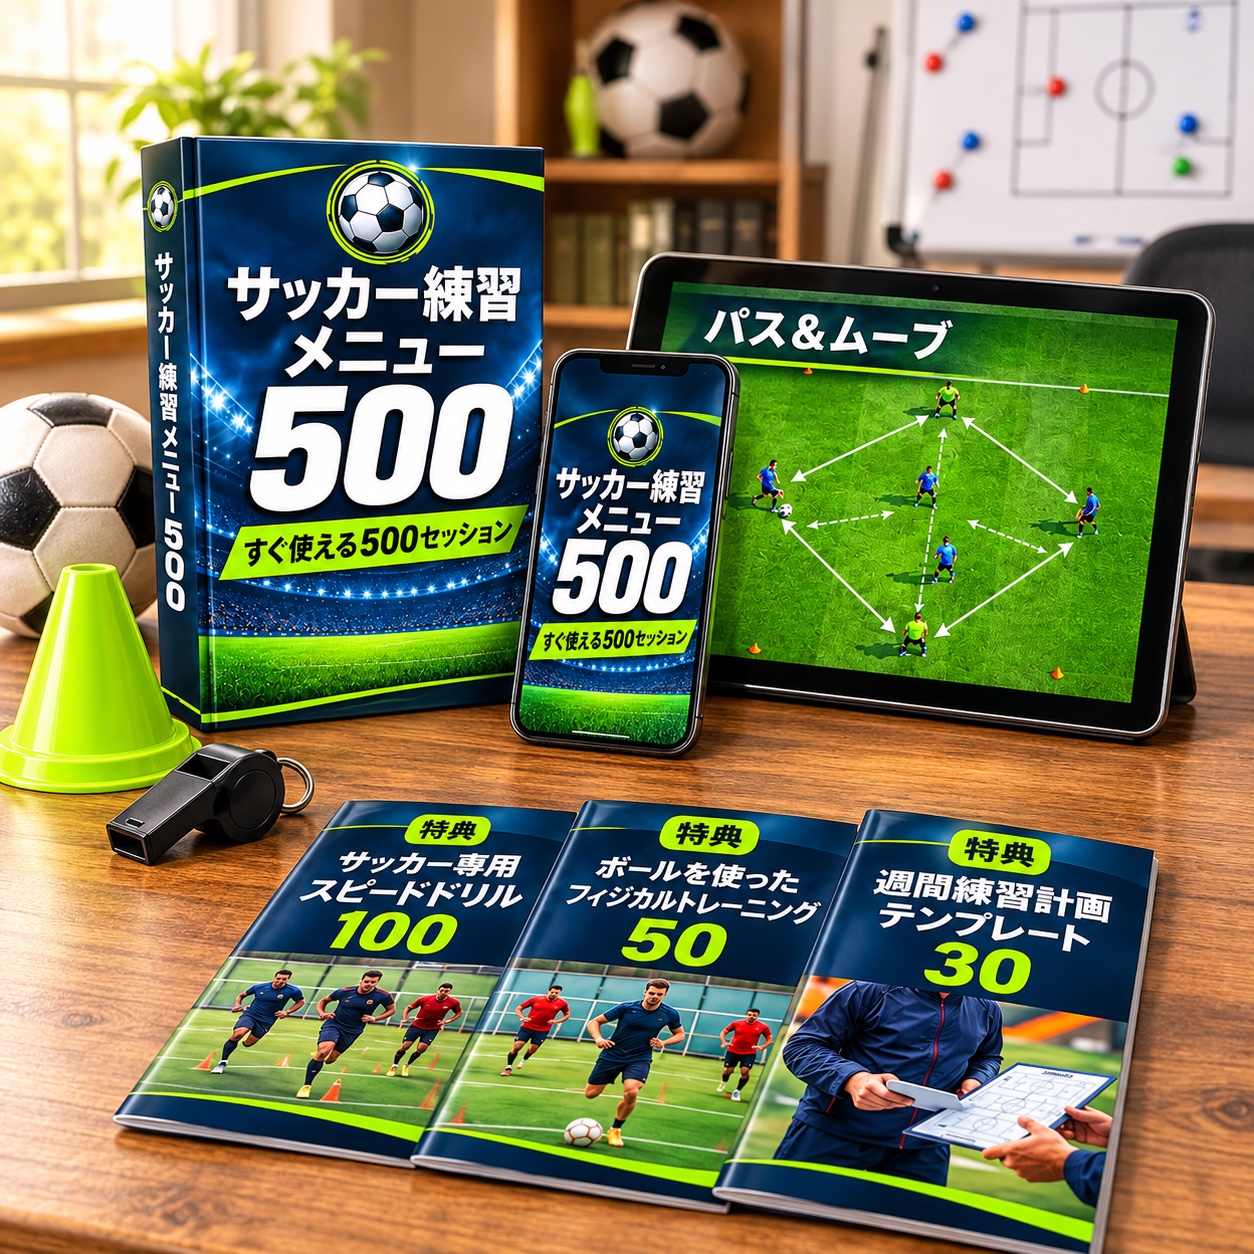 サッカー練習メニュー 500
サッカー練習
メニュー
500
すぐ使える500セッション
サッカー練習
メニュー
500
すぐ使える500セッション
パス&ムーブ
特典
サッカー専用
スピードドリル
100
特典
ボールを使った
フィジカルトレーニング
50
特典
週間練習計画
テンプレート
30